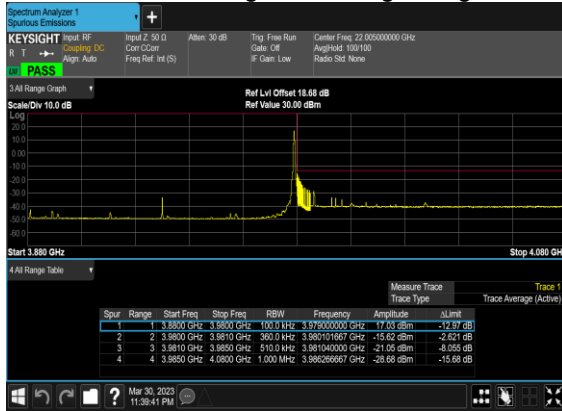 Spectrum Analyzer 1
Spurious Emissions
+
KEYSIGHT Input: RF Input Z: 50 Ω Atten: 30 dB Trig: Free Run Center Freq: 22.005000000 GHz
R T Coupling: DC Corr CCorr Gate: Off Avg|Hold: 100/100
Align: Auto Freq Ref: Int (S) IF Gain: Low Radio Std: None
PASS
3 All Range Graph Ref Lvl Offset 18.68 dB
Scale/Div 10.0 dB Ref Value 30.00 dBm
Log
20.0
10.0
0.00
-10.0
-20.0
-30.0
-40.0
-50.0
-60.0
Start 3.880 GHz Stop 4.080 GH
4 All Range Table
Measure Trace Trace 1
Trace Type Trace Average (Active)
Spur Range Start Freq Stop Freq RBW Frequency Amplitude ΔLimit
1 1 3.8800 GHz 3.9800 GHz 100.0 kHz 3.979000000 GHz 17.03 dBm -12.97 dB
2 2 3.9800 GHz 3.9810 GHz 360.0 kHz 3.980101667 GHz -15.62 dBm -2.621 dB
3 3 3.9810 GHz 3.9850 GHz 510.0 kHz 3.981040000 GHz -21.05 dBm -8.055 dB
4 4 3.9850 GHz 4.0800 GHz 1.000 MHz 3.986266667 GHz -28.68 dBm -15.68 dB
? Mar 30, 2023
11:39:41 PM